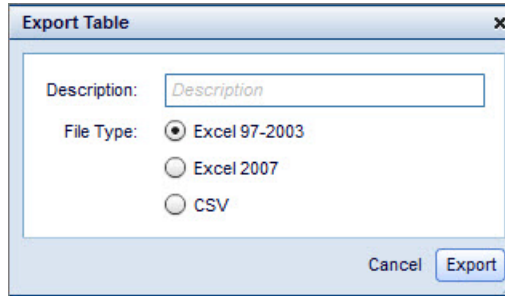 Export Table
Description: Description
File Type: Excel 97-2003
Excel 2007
CSV
Cancel Export